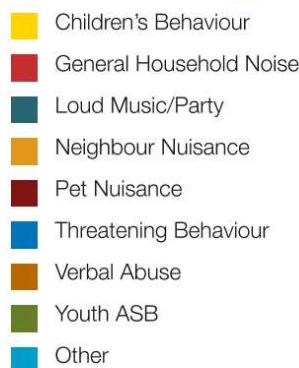 Children's Behaviour
General Household Noise
Loud Music/Party
Neighbour Nuisance
Pet Nuisance
Threatening Behaviour
Verbal Abuse
Youth ASB
Other